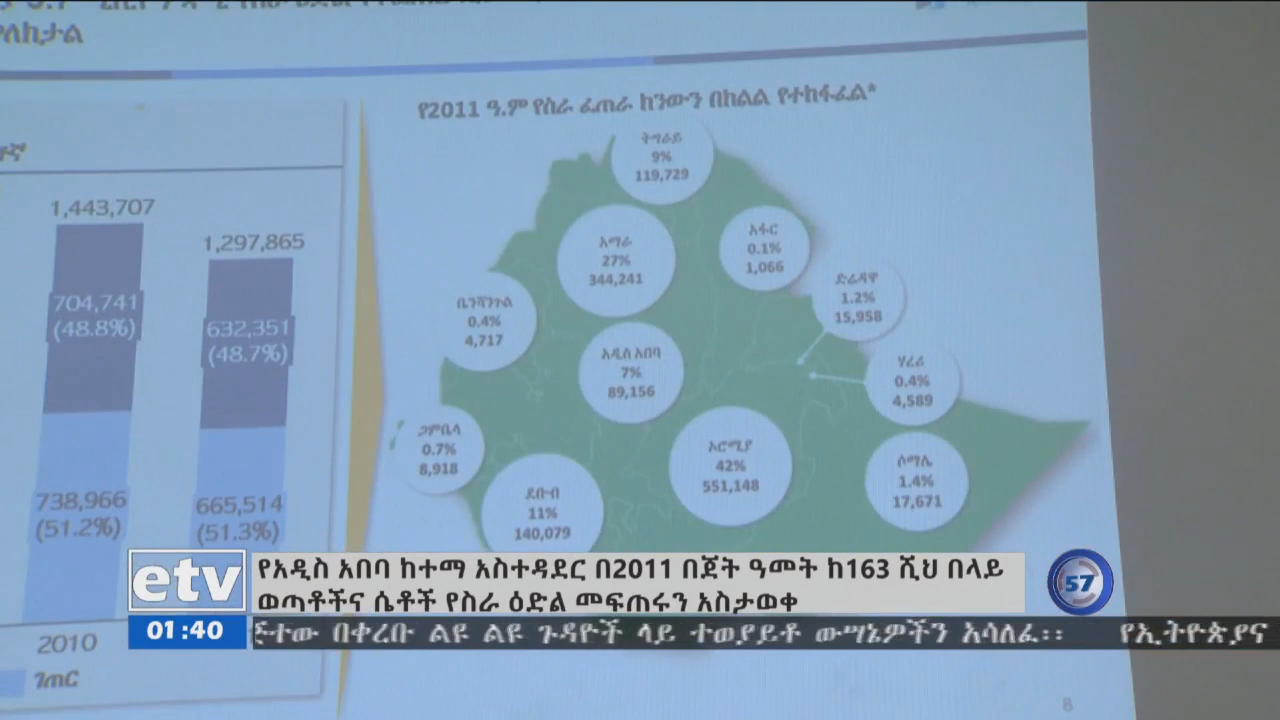 የለከታል
የ2011 ዓ.ም የስራ ፈጠራ ክንውን በክልል የተከፋፈል*
1,443,707
704,741
(48.8%)
738,966
(51.2%)
1,297,865
632,351
(48.7%)
665,514
(51.3%)
2010
ገጠር
ትግራይ
9%
119,729
አማራ
27%
344,241
አፋር
0.1%
1,066
ድሬዳዋ
1.2%
15,958
ቤንሻንጉል
0.4%
4,717
አዲስ አበባ
7%
89,156
ሃረሪ
0.4%
4,589
ጋምቤላ
0.7%
8,918
ደቡብ
11%
140,079
ኦሮሚያ
42%
551,148
ሶማሌ
1.4%
17,671
8
etv
የአዲስ አበባ ከተማ አስተዳደር በ2011 በጀት ዓመት ከ163 ሺህ በላይ
ወጣቶችና ሴቶች የስራ ዕድል መፍጠሩን አስታወቀ
57
01:40
በቀረቡ ልዩ ልዩ ጉዳዮች ላይ ተወያይቶ ውሣኔዎችን አሳለፈ፡፡ የኢትዮጵያና